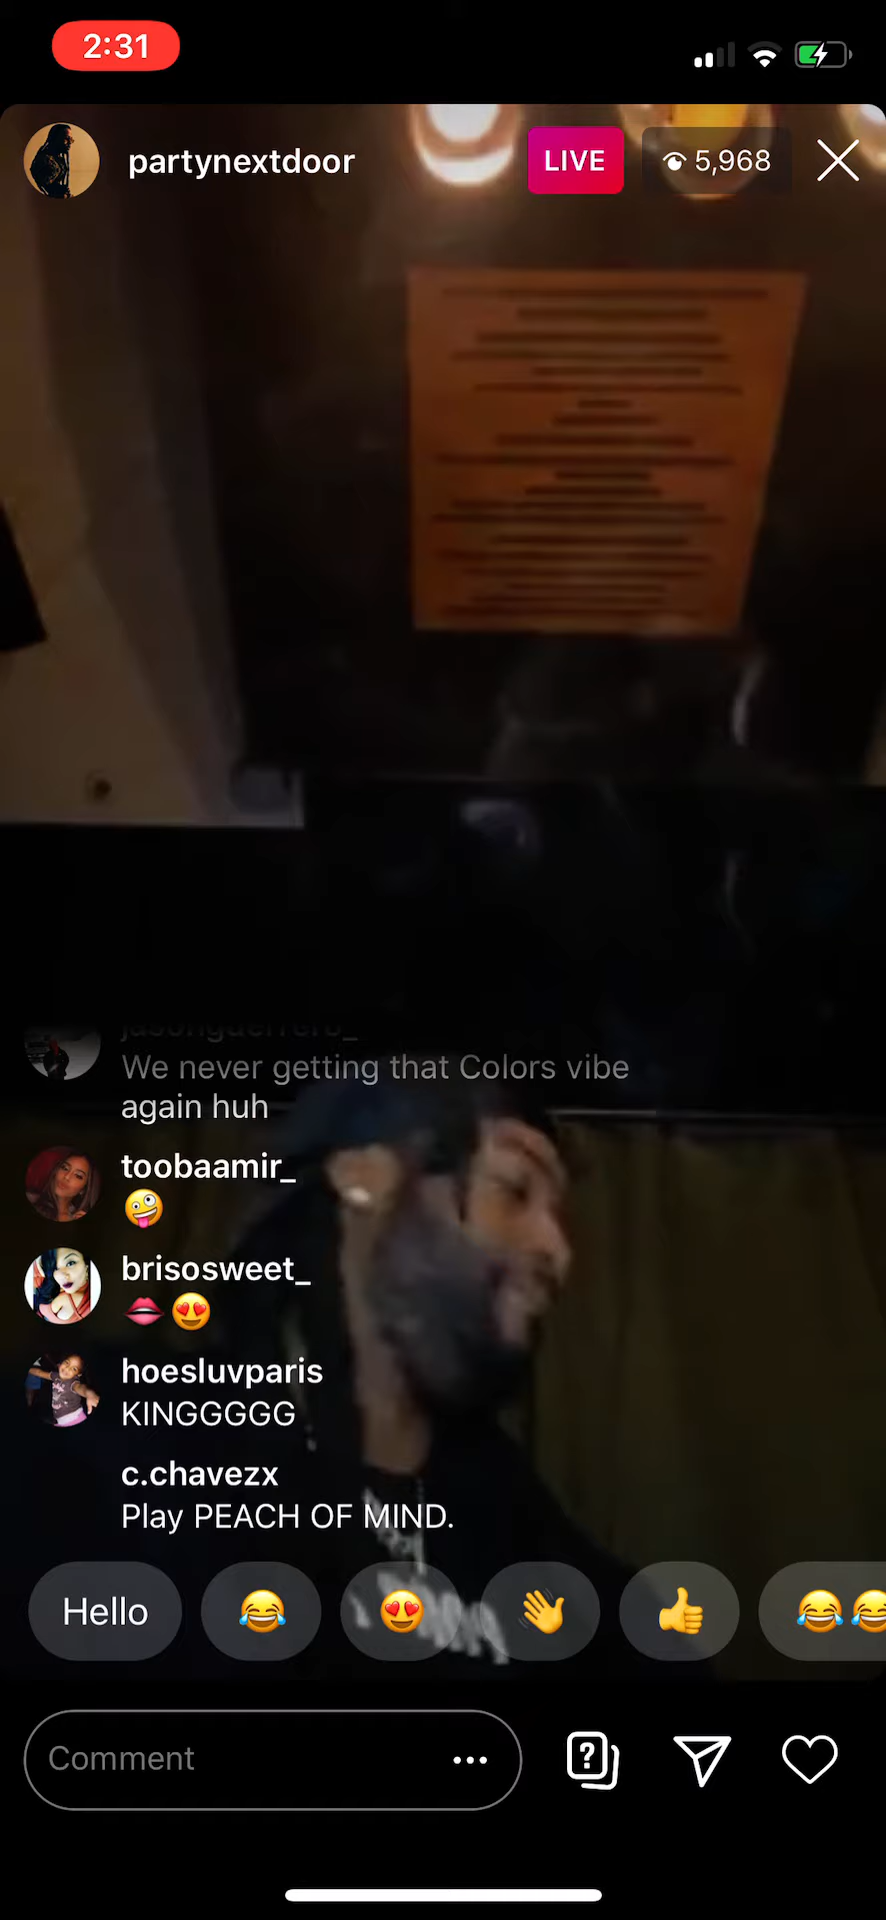 2:31
partynextdoor
LIVE
5,968
We never getting that Colors vibe
again huh
toobaamir_
🤪
brisosweet_
👄😍
hoesluvparis
KINGGGGG
c.chavezx
Play PEACH OF MIND.
Hello
😂
😍
👋
👍
😂😂
Comment